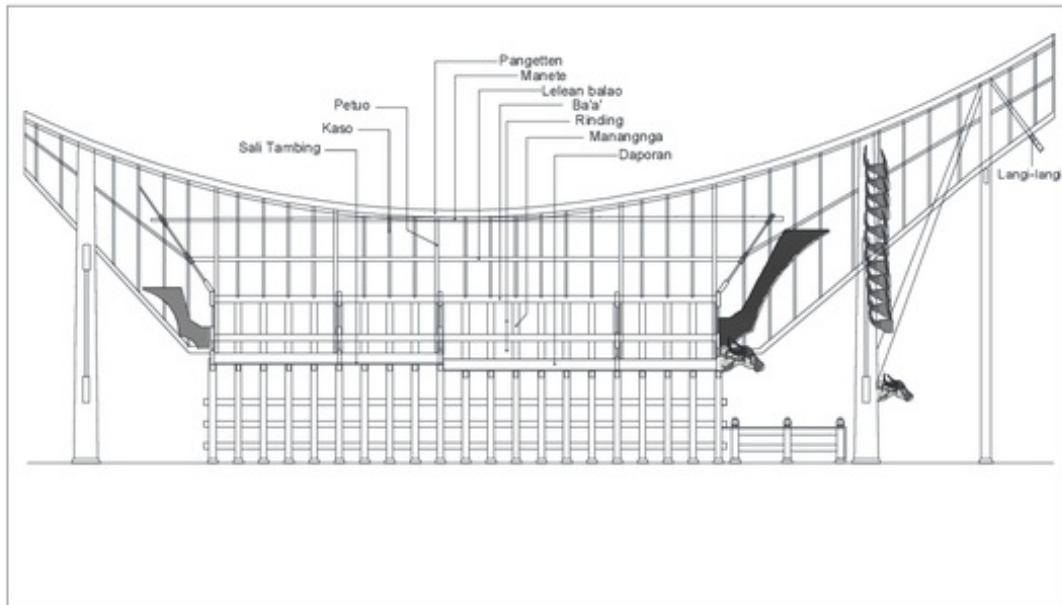 Pangetten
Manete
Lelean balao
Petuo
Ba'a'
Kaso
Rinding
Sali Tambing
Manangnga
Daporan
Langi-langi